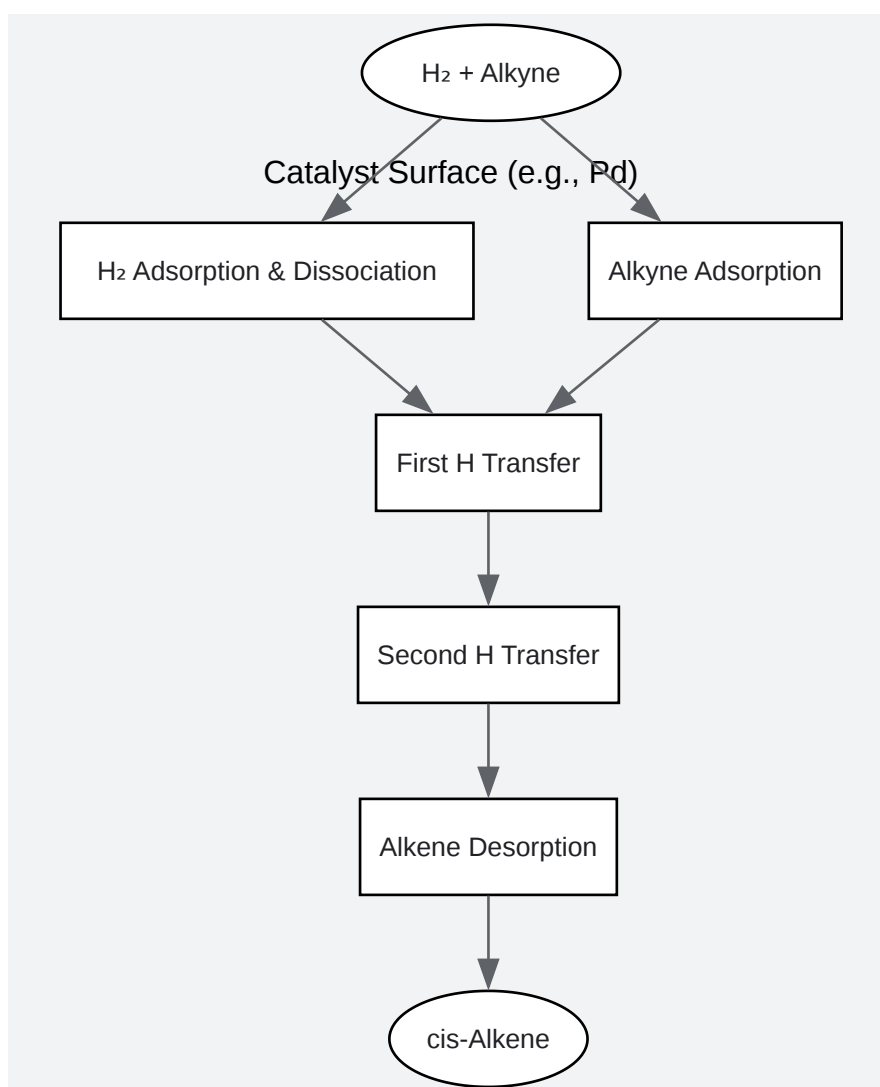 H₂ + Alkyne
Catalyst Surface (e.g., Pd)
H₂ Adsorption & Dissociation
Alkyne Adsorption
First H Transfer
Second H Transfer
Alkene Desorption
cis-Alkene